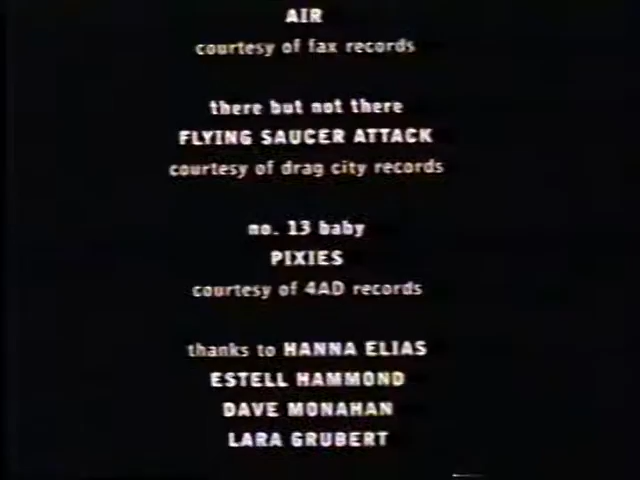 AIR
courtesy of fax records
there but not there
FLYING SAUCER ATTACK
courtesy of drag city records
no. 13 baby
PIXIES
courtesy of 4AD records
thanks to HANNA ELIAS
ESTELL HAMMOND
DAVE MONAHAN
LARA GRUBERT